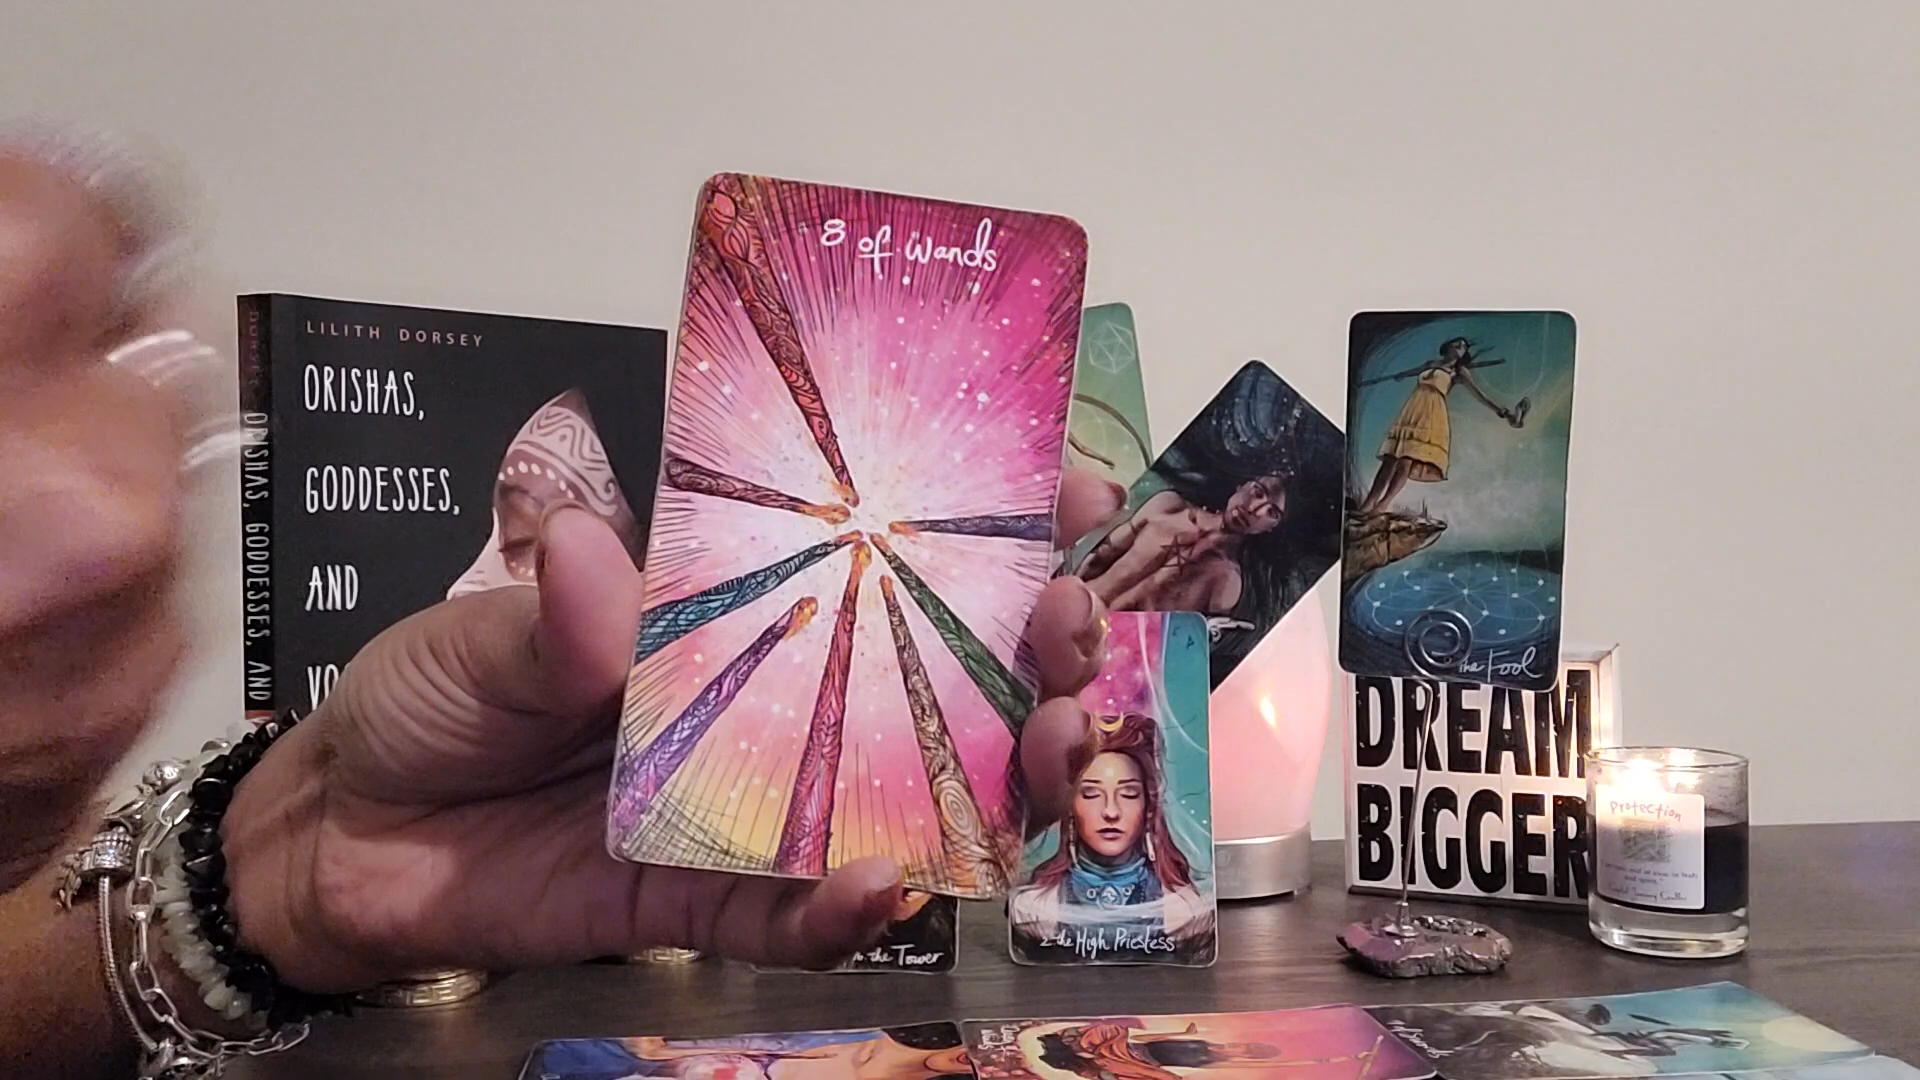 8 of Wands
LILITH DORSEY
ORISHAS,
GODDESSES,
AND
VO
ORISHAS, GODDESSES, AND
the Fool
DREAM
BIGGER
protection
2 the High Priestess
the Tower